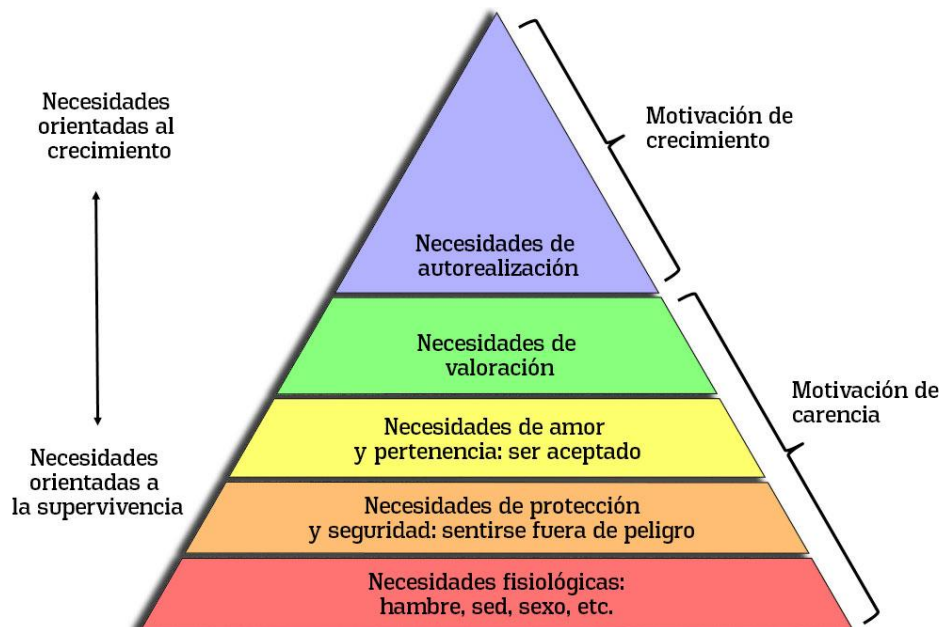 Necesidades
orientadas al
crecimiento
Motivación de
crecimiento
Necesidades de
autorealización
Necesidades de
valoración
Motivación de
carencia
Necesidades de amor
y pertenencia: ser aceptado
Necesidades
orientadas a
la supervivencia
Necesidades de protección
y seguridad: sentirse fuera de peligro
Necesidades fisiológicas:
hambre, sed, sexo, etc.